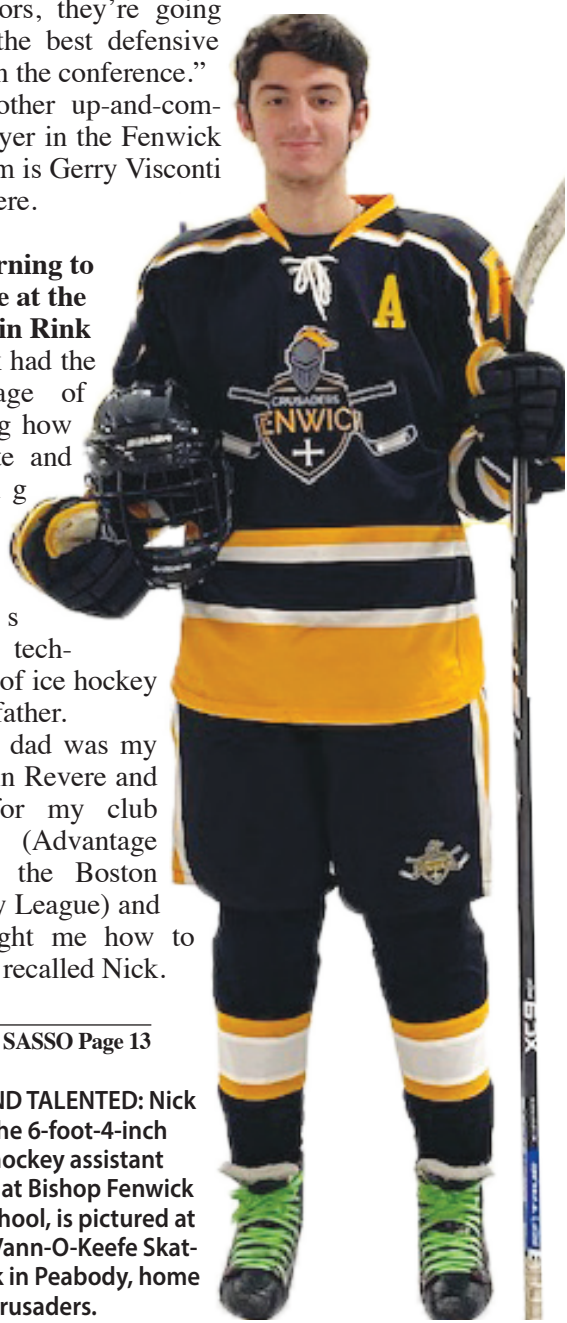 ors, they’re going
the best defensive
n the conference.”
other up-and-com-
yer in the Fenwick
m is Gerry Visconti
ere.
rning to
e at the
in Rink
had the
age of
g how
te and
g
s
tech-
of ice hockey
father.
dad was my
n Revere and
for my club
(Advantage
the Boston
y League) and
ght me how to
recalled Nick.
SASSO Page 13
ND TALENTED: Nick
he 6-foot-4-inch
hockey assistant
at Bishop Fenwick
chool, is pictured at
Vann-O-Keefe Skat-
k in Peabody, home
rusaders.
A
CRUSADERS
FENWICK